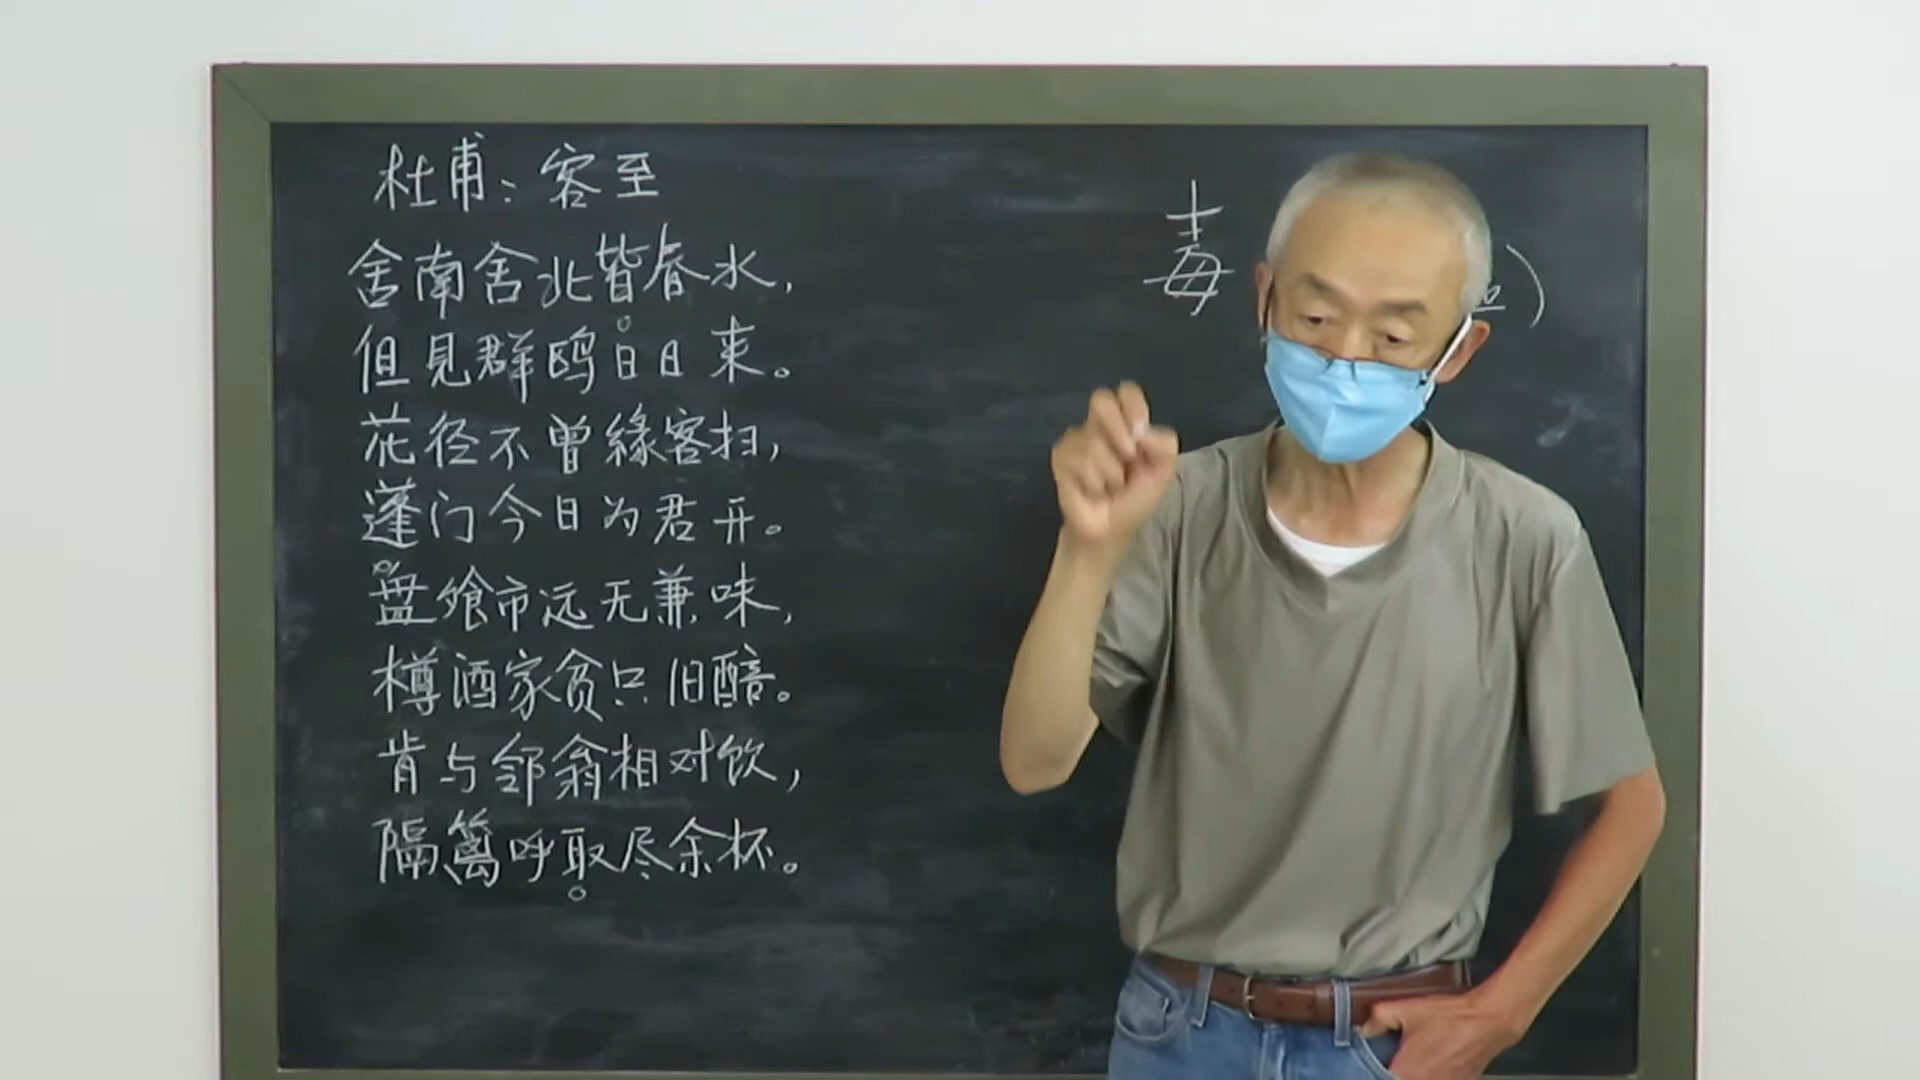 杜甫：客至
舍南舍北皆春水，
但见群鸥日日来。
花径不曾緣客扫，
蓬门今日为君开。
盘飧市远无兼味，
樽酒家贫只旧醅。
肯与邻翁相对饮，
隔篱呼取尽余杯。
毒